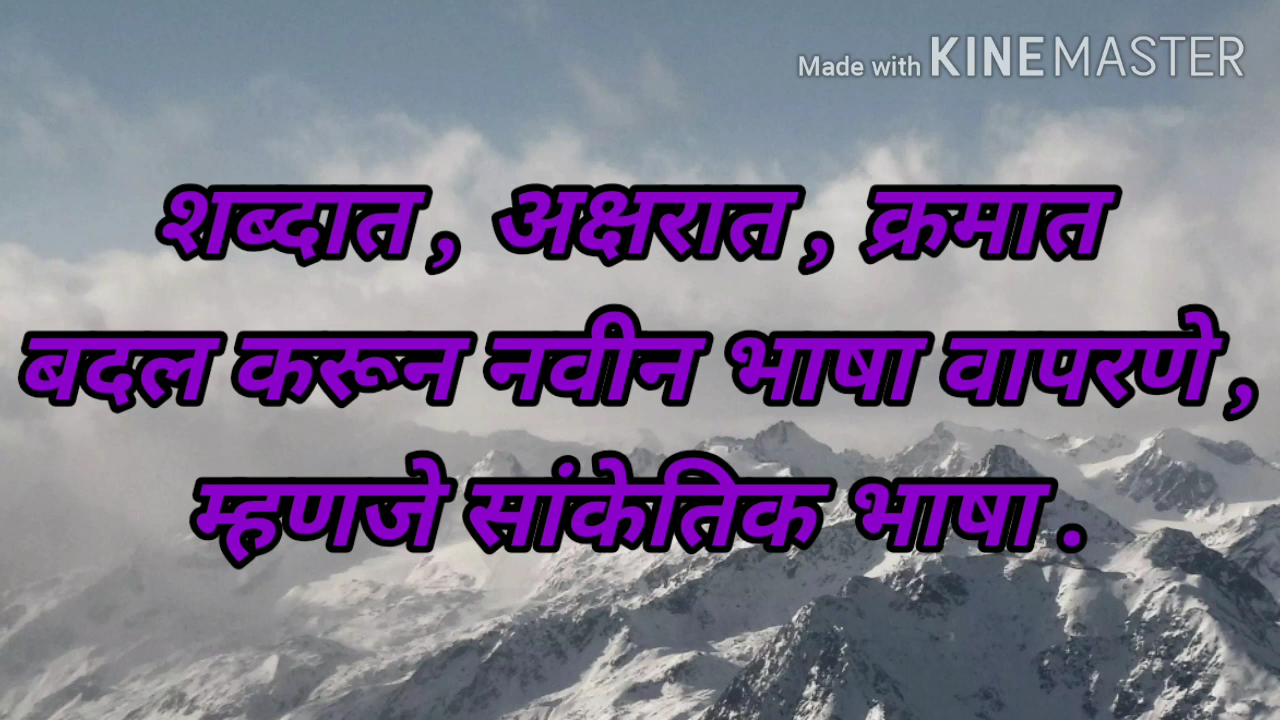 Made with KINEMASTER
शब्दात , अक्षरात , क्रमात
बदल करून नवीन भाषा वापरणे ,
म्हणजे सांकेतिक भाषा .